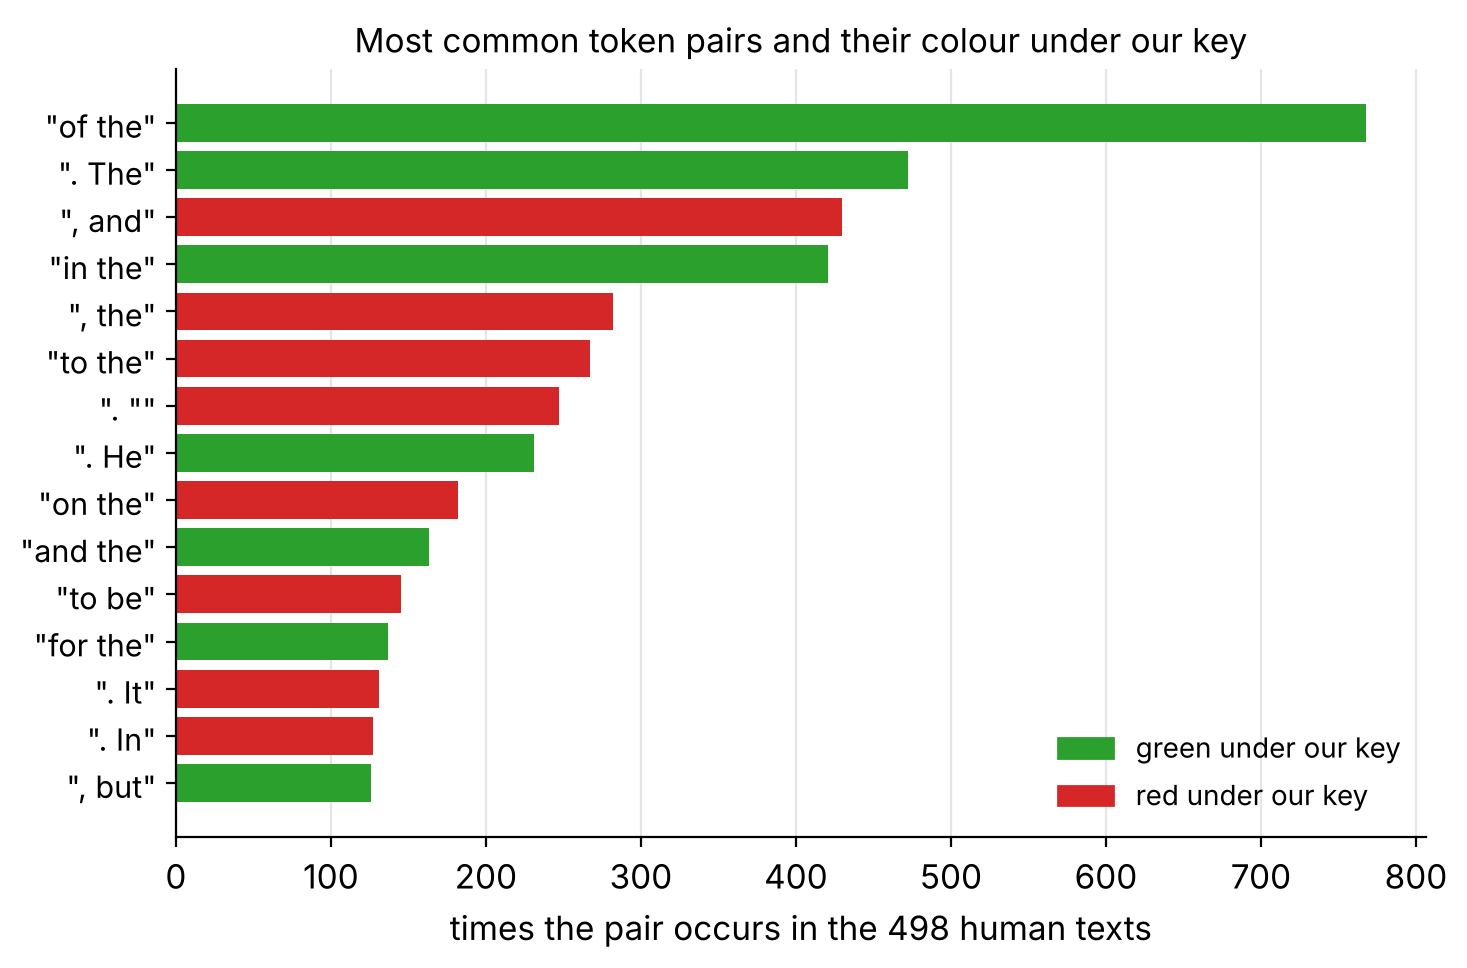 Most common token pairs and their colour under our key
"of the"
". The"
", and"
"in the"
", the"
"to the"
". ""
". He"
"on the"
"and the"
"to be"
"for the"
". It"
". In"
", but"
green under our key
red under our key
0 100 200 300 400 500 600 700 800
times the pair occurs in the 498 human texts